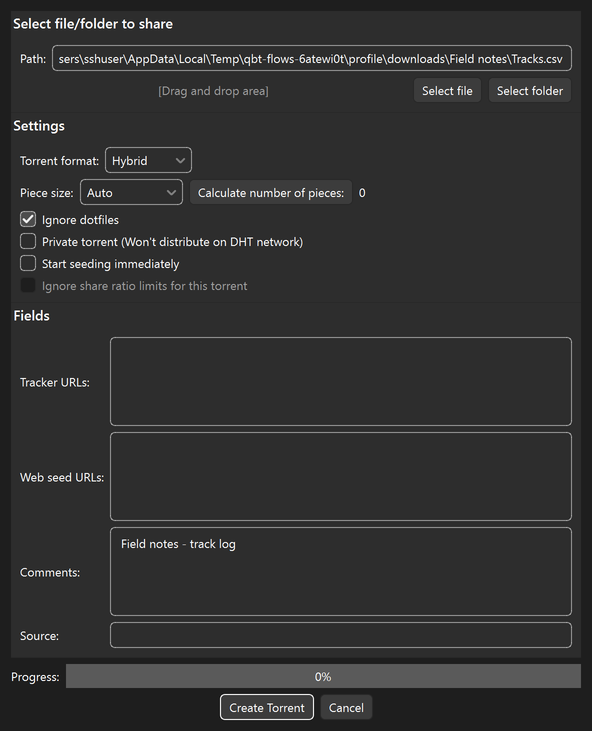 Select file/folder to share
Path: sers\sshuser\AppData\Local\Temp\qbt-flows-6atewi0t\profile\downloads\Field notes\Tracks.csv
[Drag and drop area] Select file Select folder
Settings
Torrent format: Hybrid
Piece size: Auto Calculate number of pieces: 0
Ignore dotfiles
Private torrent (Won't distribute on DHT network)
Start seeding immediately
Ignore share ratio limits for this torrent
Fields
Tracker URLs:
Web seed URLs:
Comments: Field notes - track log
Source:
Progress: 0%
Create Torrent Cancel